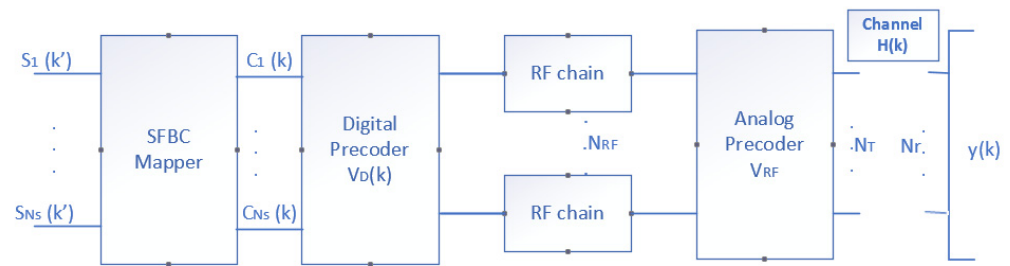 S1 (k')
SNs (k')
SFBC
Mapper
C1 (k)
CNs (k)
Digital
Precoder
VD(k)
RF chain
NRF
RF chain
Analog
Precoder
VRF
Channel
H(k)
NT
Nr
y(k)